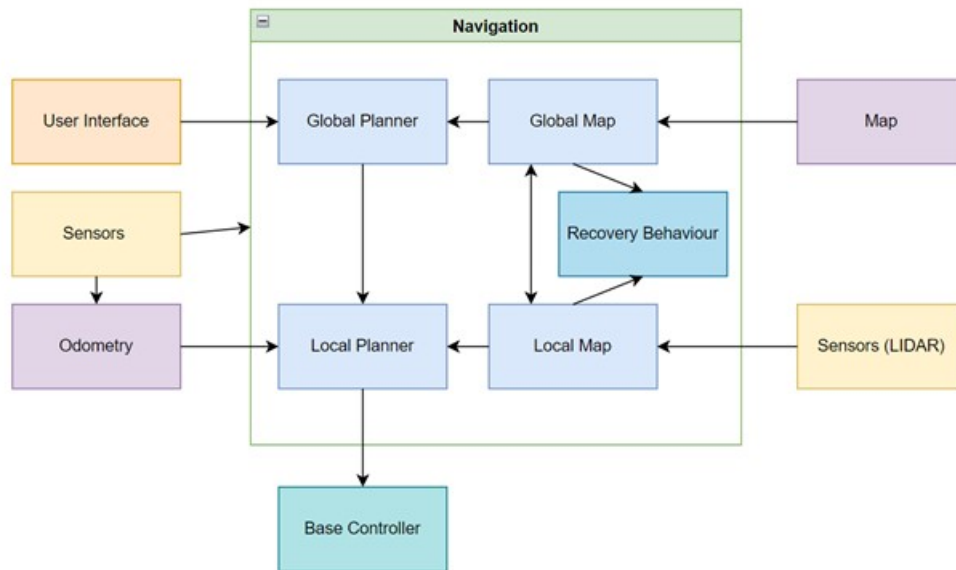 Navigation
User Interface
Global Planner
Global Map
Map
Sensors
Recovery Behaviour
Odometry
Local Planner
Local Map
Sensors (LIDAR)
Base Controller